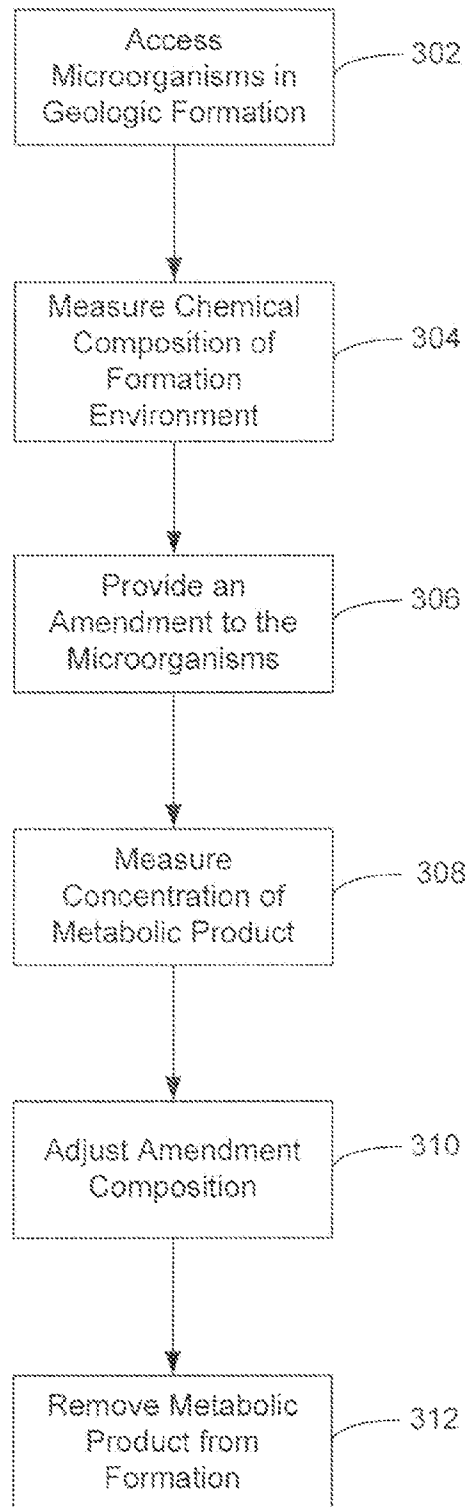 Access
Microorganisms in
Geologic Formation
302
Measure Chemical
Composition of
Formation
Environment
304
Provide an
Amendment to the
Microorganisms
306
Measure
Concentration of
Metabolic Product
308
Adjust Amendment
Composition
310
Remove Metabolic
Product from
Formation
312